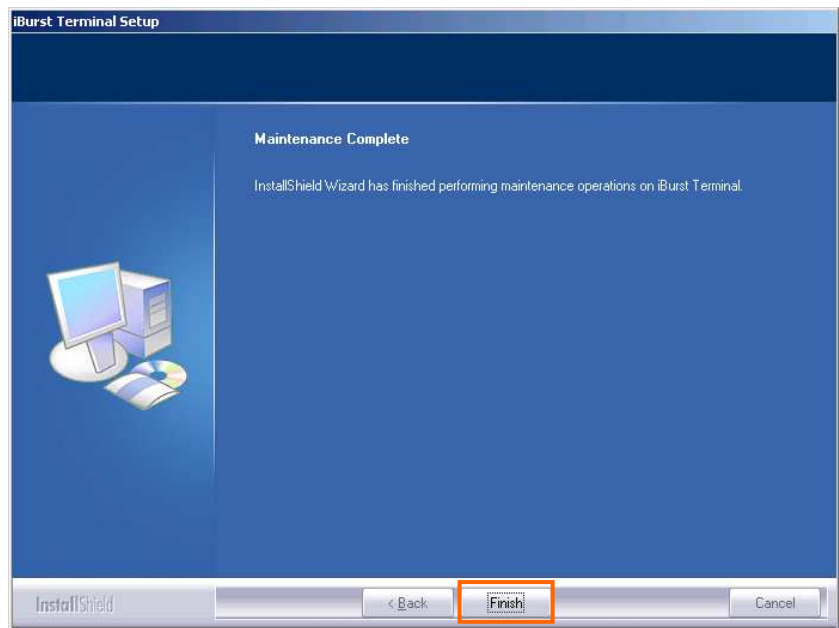 iBurst Terminal Setup
Maintenance Complete
InstallShield Wizard has finished performing maintenance operations on iBurst Terminal.
InstallShield
< Back
Finish
Cancel